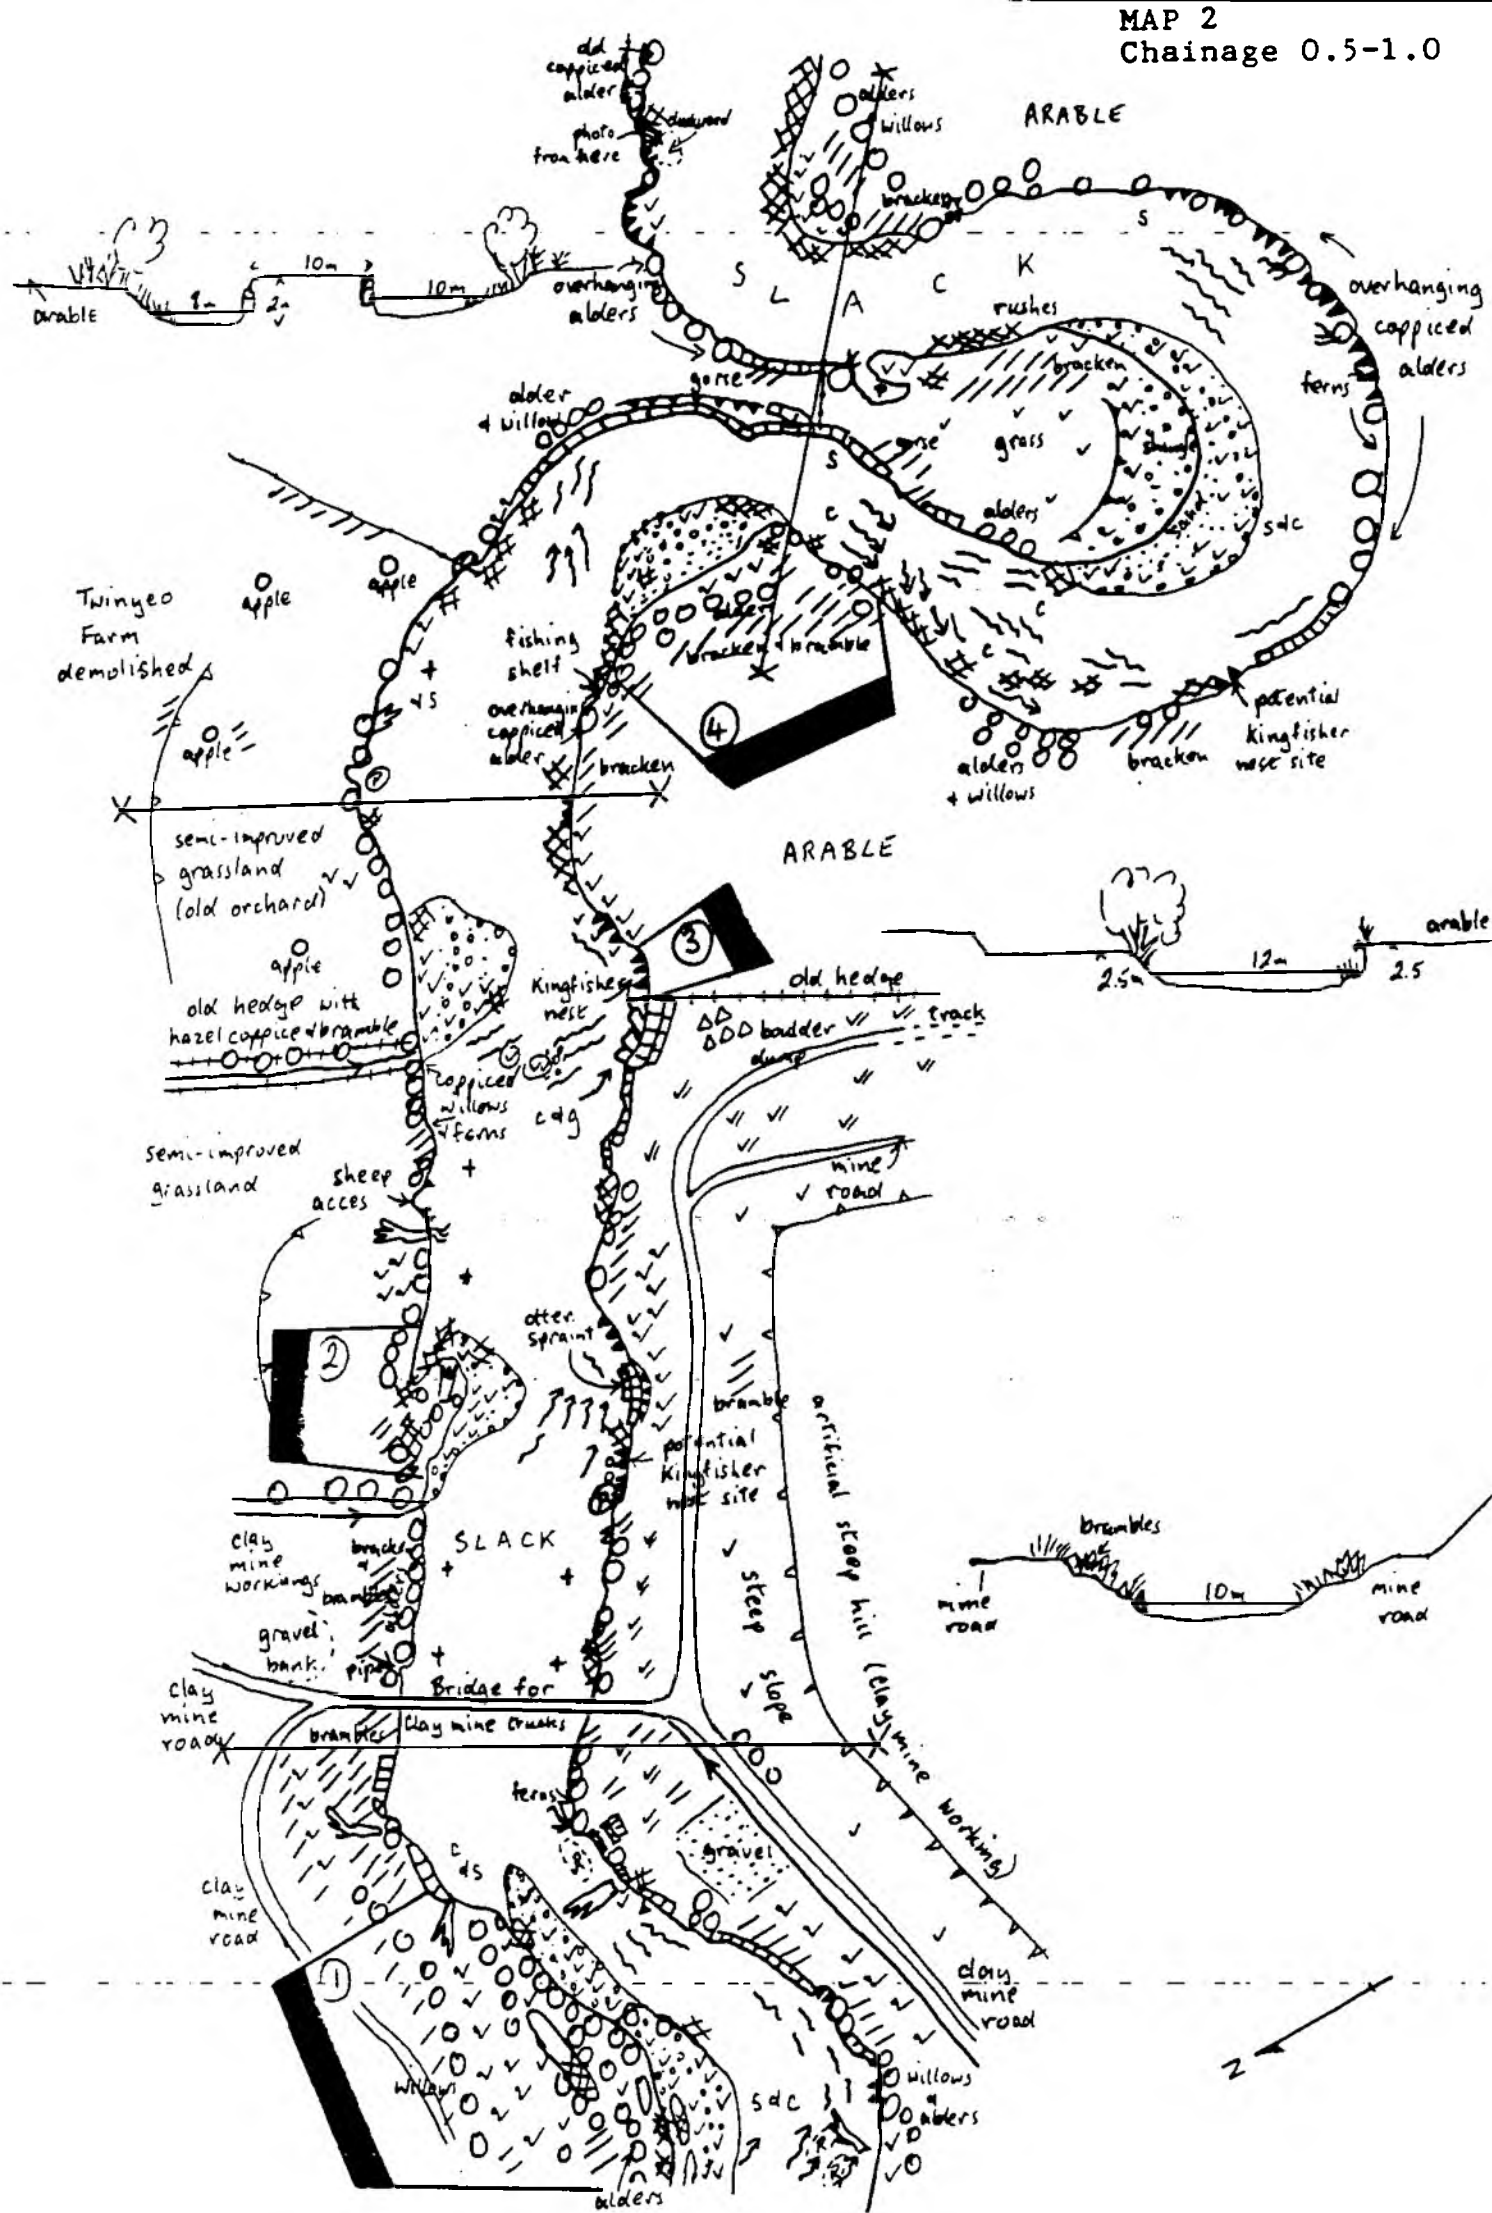 MAP 2
Chainage 0.5-1.0
old
coppiced
alder
photo
from here
alders
willows
ARABLE
bracken
S
10m
10m
2m
arable
overhanging
alders
S L A C K
rushes
bracken
overhanging
coppiced
alders
ferns
gorse
alder
+ willow
gorse
grass
shingle
sand
S
c
alders
s+c
Twinyeo
Farm
demolished
apple
apple
apple
fishing
shelf
alder
bracken + bramble
c
c
+s
overhanging
coppiced
alder
bracken
4
alders
+ willows
bracken
potential
Kingfisher
nest site
semi-improved
grassland
(old orchard)
apple
ARABLE
3
arable
2.5m
12m
2.5
Kingfisher
nest
old hedge
old hedge with
hazel coppice + bramble
boulder
dump
track
coppiced
willows
+ ferns
c+g
semi-improved
grassland
sheep
acces
mine
road
otter
spraint
2
bramble
potential
Kingfisher
nest site
artificial steep hill (clay mine working)
SLACK
clay
mine
workings
bracken
+
bramble
gravel
bank
pipe
steep
slope
brambles
10m
mine
road
mine
road
Bridge for
Clay mine trucks
clay
mine
road
brambles
ferns
c
+s
gravel
clay
mine
road
1
clay
mine
road
willows
s+c
willows
+
alders
alders
N